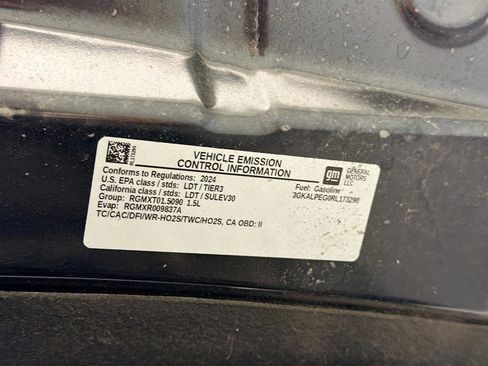 VEHICLE EMISSION
CONTROL INFORMATION
gm
GENERAL
MOTORS
LLC
Conforms to Regulations: 2024
U.S. EPA class / stds: LDT / TIER3
California class / stds: LDT / SULEV30
Group: RGMXT01.5090 1.5L
Evap: RGMXR009837A
TC/CAC/DFI/WR-HO2S/TWC/HO2S, CA OBD: II
Fuel: Gasoline
3GKALPEG0RL173290